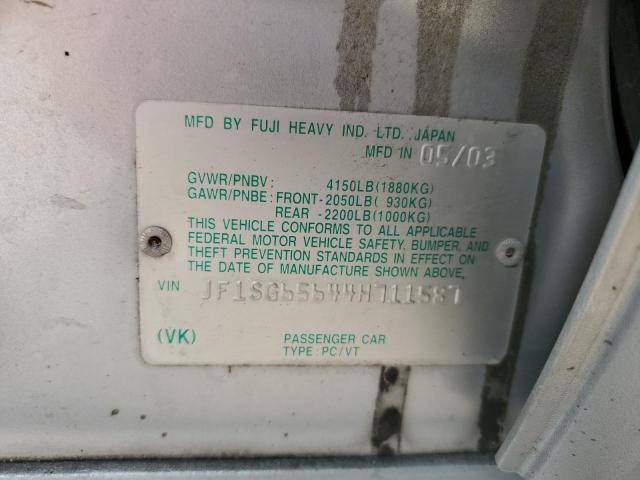 MFD BY FUJI HEAVY IND. LTD. JAPAN
MFD IN 05/03
GVWR/PNBV : 4150LB(1880KG)
GAWR/PNBE : FRONT-2050LB( 930KG)
REAR -2200LB(1000KG)
THIS VEHICLE CONFORMS TO ALL APPLICABLE
FEDERAL MOTOR VEHICLE SAFETY, BUMPER, AND
THEFT PREVENTION STANDARDS IN EFFECT ON
THE DATE OF MANUFACTURE SHOWN ABOVE.
VIN JF1SG65644H711587
(VK) PASSENGER CAR
TYPE : PC/VT